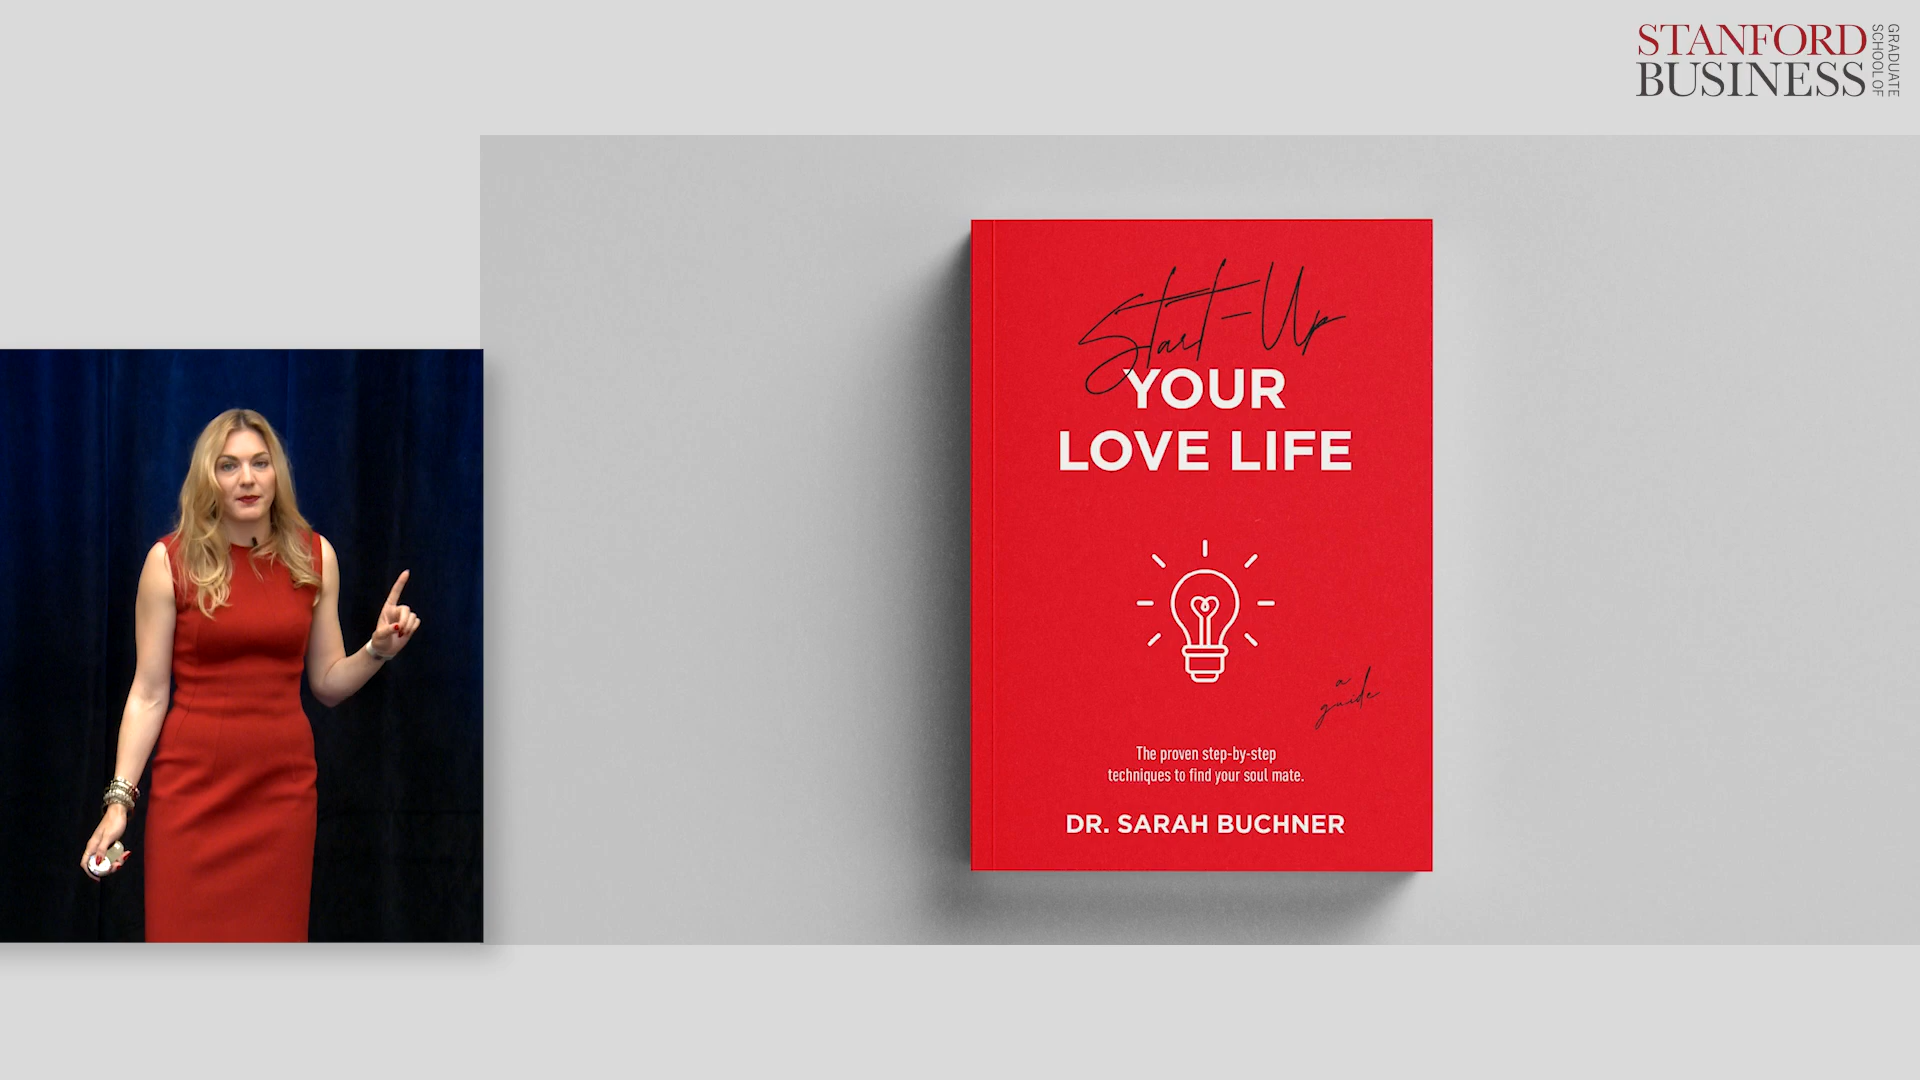 STANFORD
BUSINESS
GRADUATE
SCHOOL OF
Start-Up
YOUR
LOVE LIFE
a
guide
The proven step-by-step
techniques to find your soul mate.
DR. SARAH BUCHNER